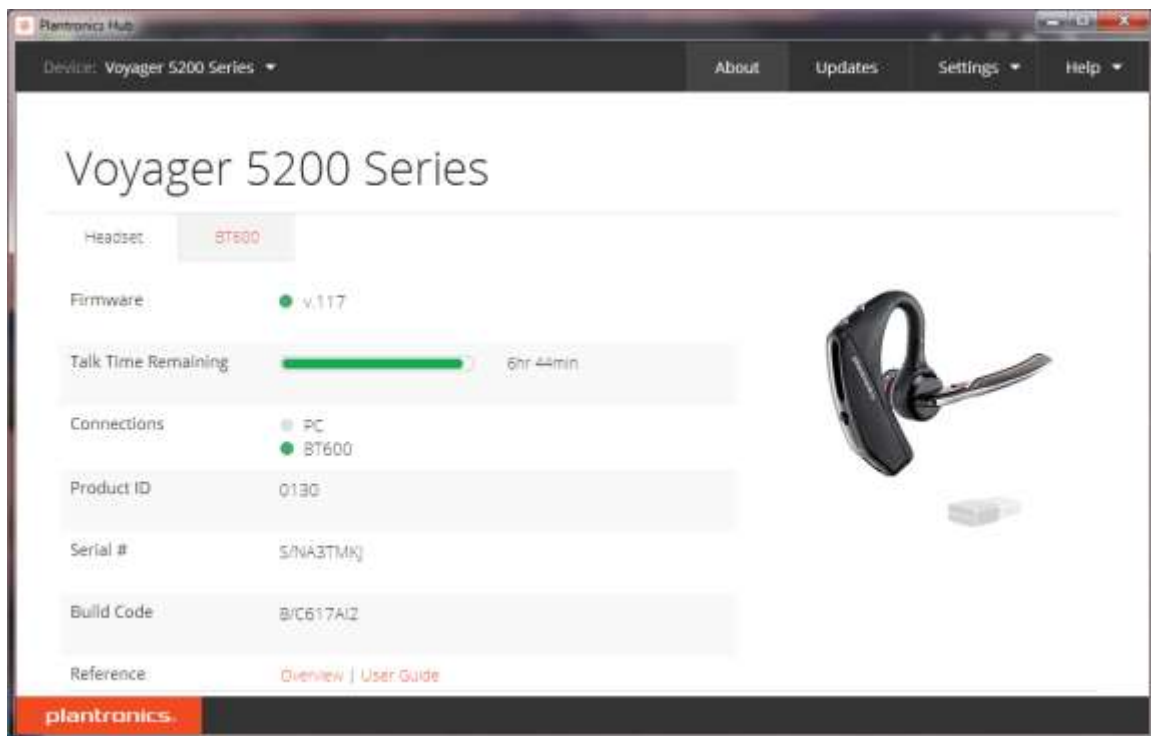 Plantronics Hub
Device: Voyager 5200 Series
About Updates Settings Help
Voyager 5200 Series
Headset BT600
Firmware v.117
Talk Time Remaining 6hr 44min
Connections PC
BT600
Product ID 0130
Serial # S/NA3TMKJ
Build Code B/C617AI2
Reference Overview | User Guide
plantronics.